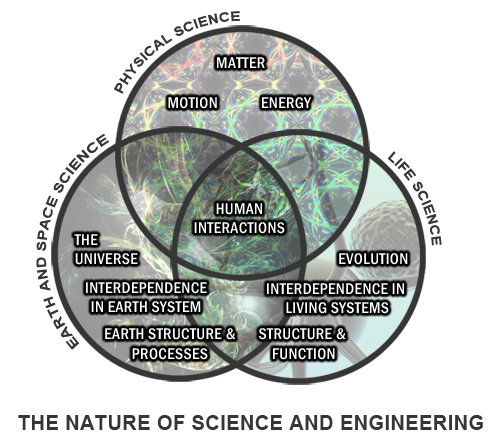 PHYSICAL SCIENCE
MATTER
MOTION
ENERGY
EARTH AND SPACE SCIENCE
LIFE SCIENCE
HUMAN
INTERACTIONS
THE
UNIVERSE
INTERDEPENDENCE
IN EARTH SYSTEM
EARTH STRUCTURE &
PROCESSES
EVOLUTION
INTERDEPENDENCE IN
LIVING SYSTEMS
STRUCTURE &
FUNCTION
THE NATURE OF SCIENCE AND ENGINEERING